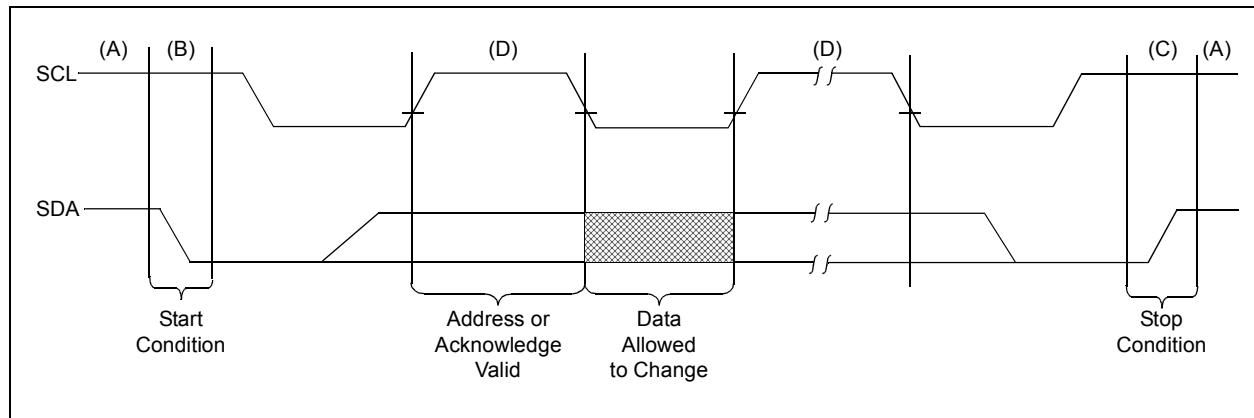 (A) (B) (D) (D) (C) (A)
SCL
SDA
Start
Condition
Address or
Acknowledge
Valid
Data
Allowed
to Change
Stop
Condition